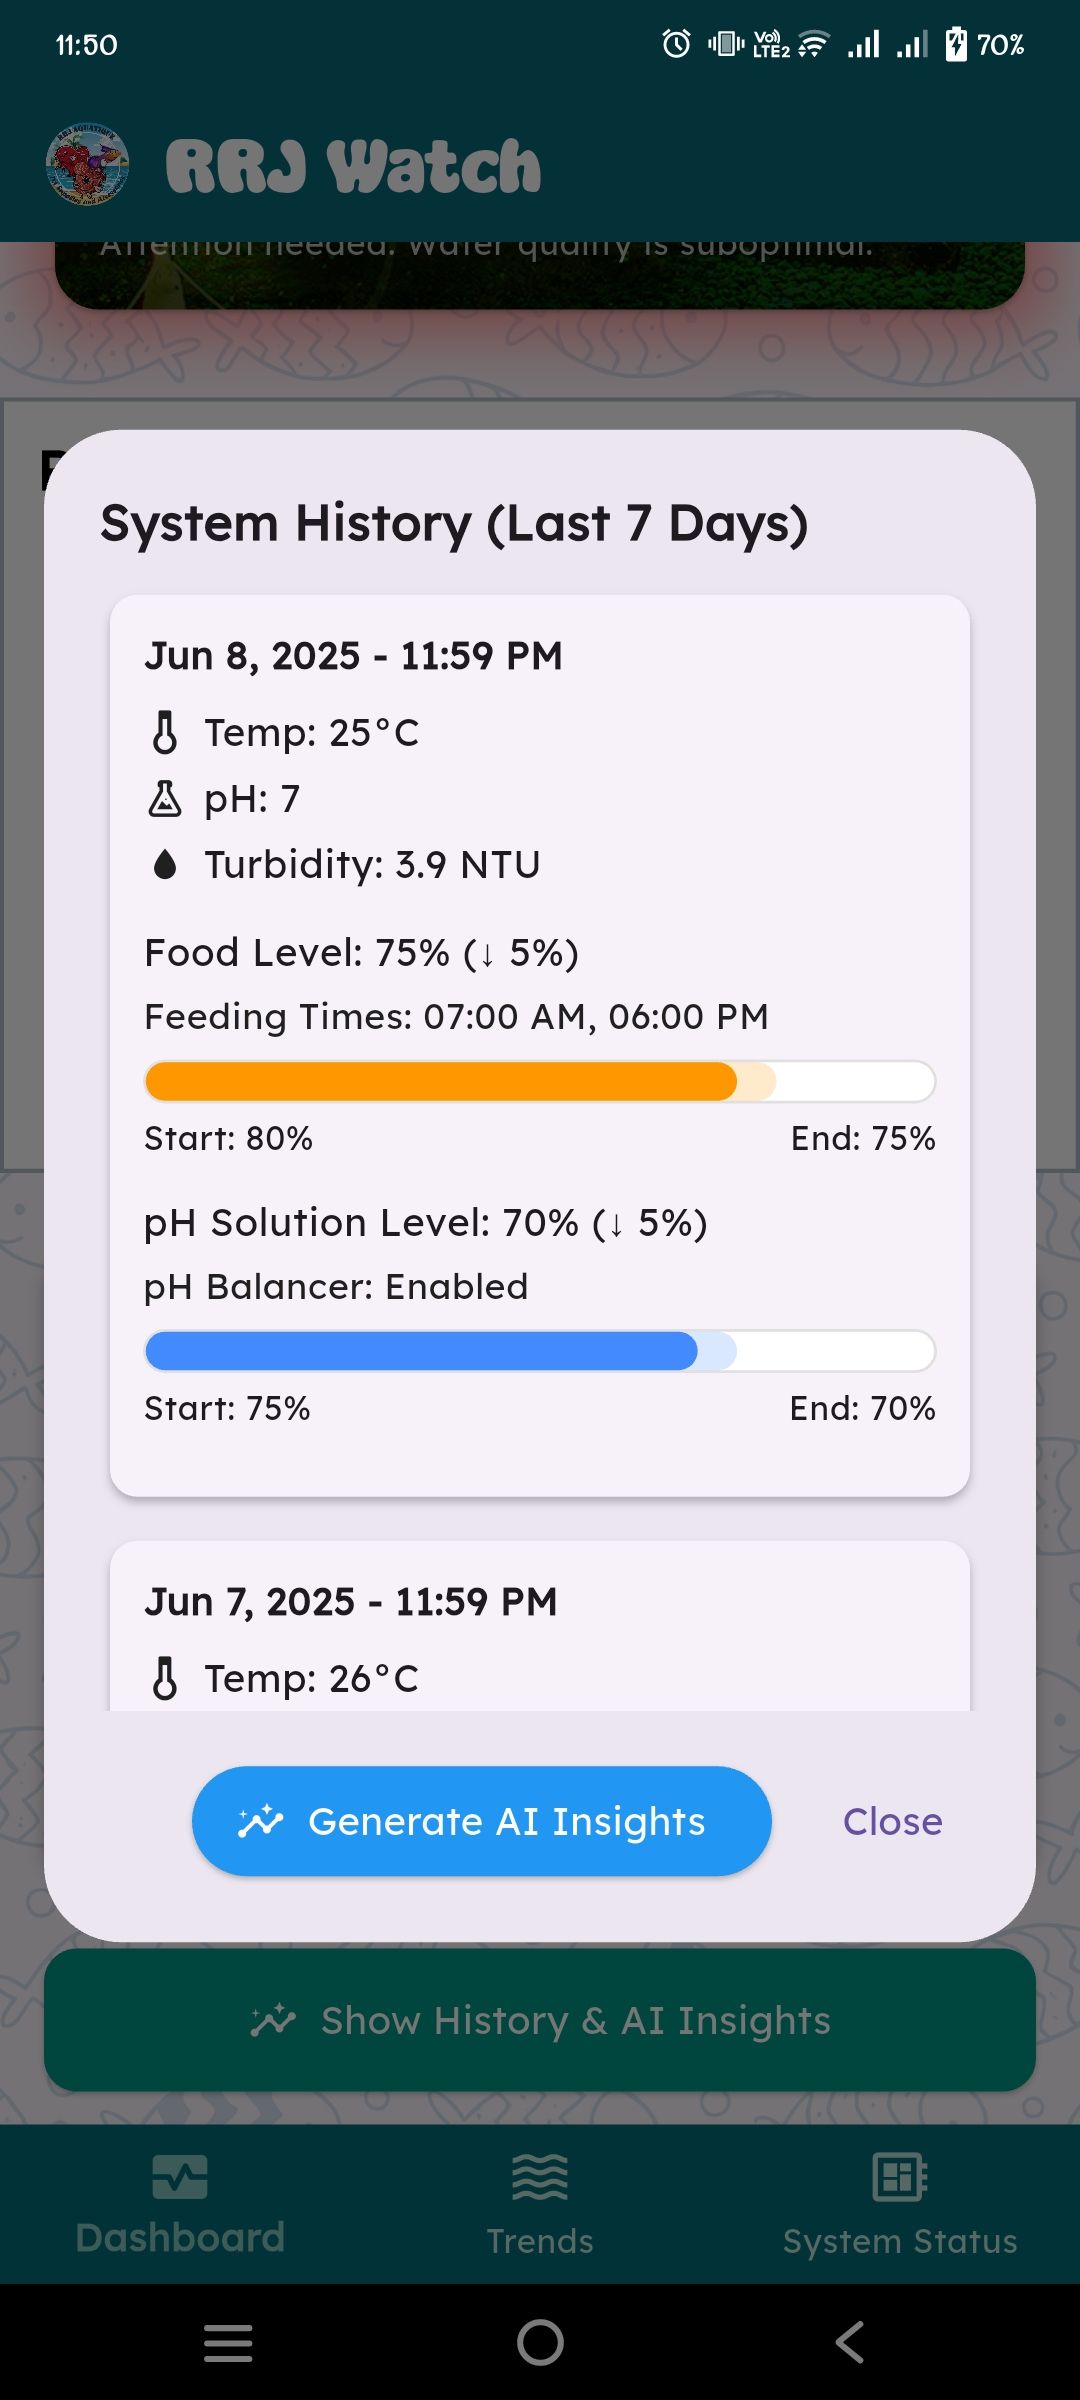 11:50
Vo)) LTE2
70%
RRJ Watch
Attention needed. Water quality is suboptimal.
System History (Last 7 Days)
Jun 8, 2025 - 11:59 PM
Temp: 25°C
pH: 7
Turbidity: 3.9 NTU
Food Level: 75% (↓ 5%)
Feeding Times: 07:00 AM, 06:00 PM
Start: 80%
End: 75%
pH Solution Level: 70% (↓ 5%)
pH Balancer: Enabled
Start: 75%
End: 70%
Jun 7, 2025 - 11:59 PM
Temp: 26°C
Generate AI Insights
Close
Show History & AI Insights
Dashboard
Trends
System Status